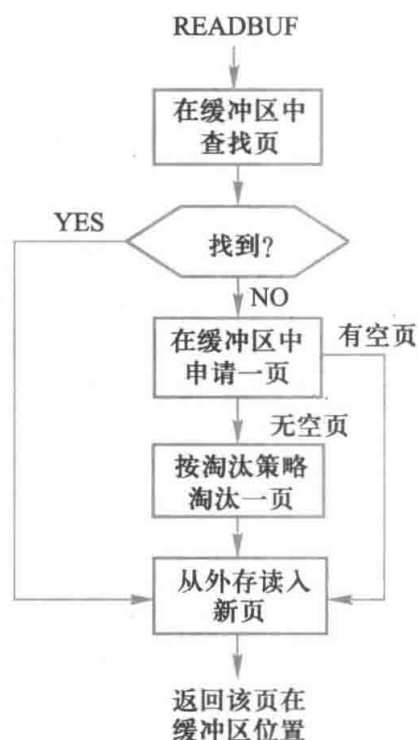 READBUF
在缓冲区中
查找页
YES
找到?
NO
在缓冲区中
申请一页
有空页
无空页
按淘汰策略
淘汰一页
从外存读入
新页
返回该页在
缓冲区位置